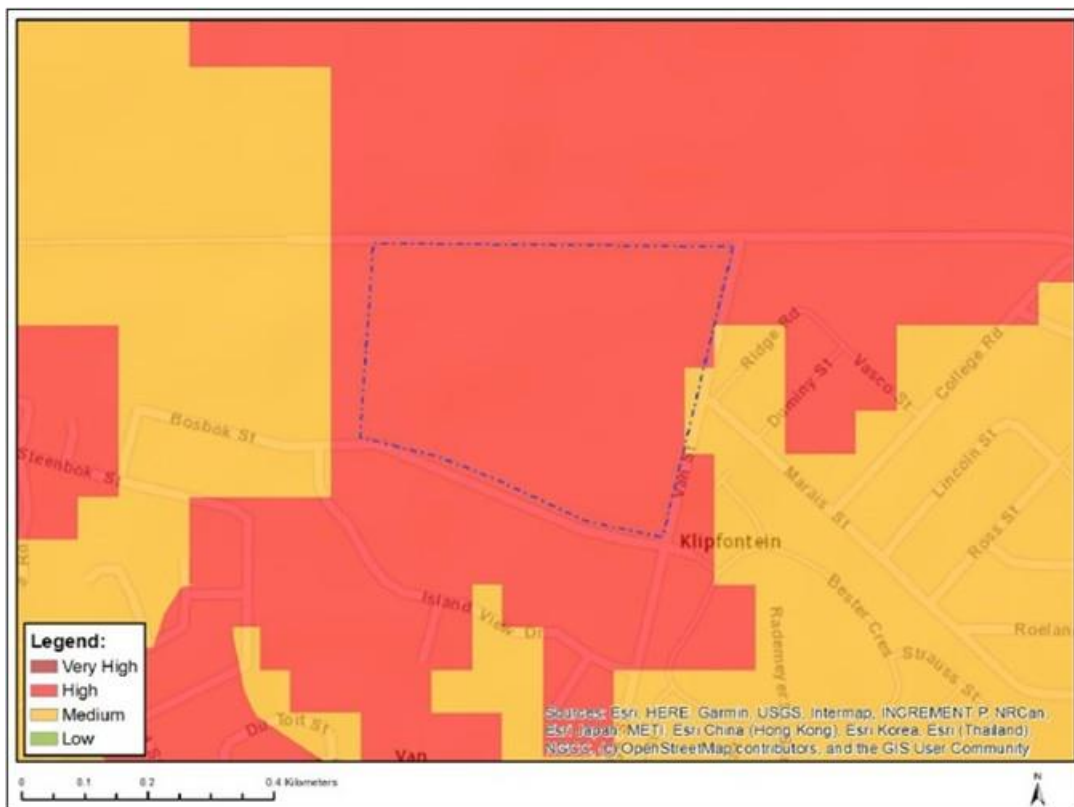 Ridge Rd
Duminy St
Vasco St
College Rd
Bosbok St
Steenbok St
Lincoln St
Ross St
Marais St
Van St
Klipfontein
Island View Dr
Bester Cres
Rademeyer
Strauss St
Roelan
Du Toit St
Van
Legend:
Very High
High
Medium
Low
Sources: Esri, HERE, Garmin, USGS, Intermap, INCREMENT P, NRCan,
Esri Japan, METI, Esri China (Hong Kong), Esri Korea, Esri (Thailand),
NGCC, (c) OpenStreetMap contributors, and the GIS User Community
0 0.1 0.2 0.4 Kilometers
N